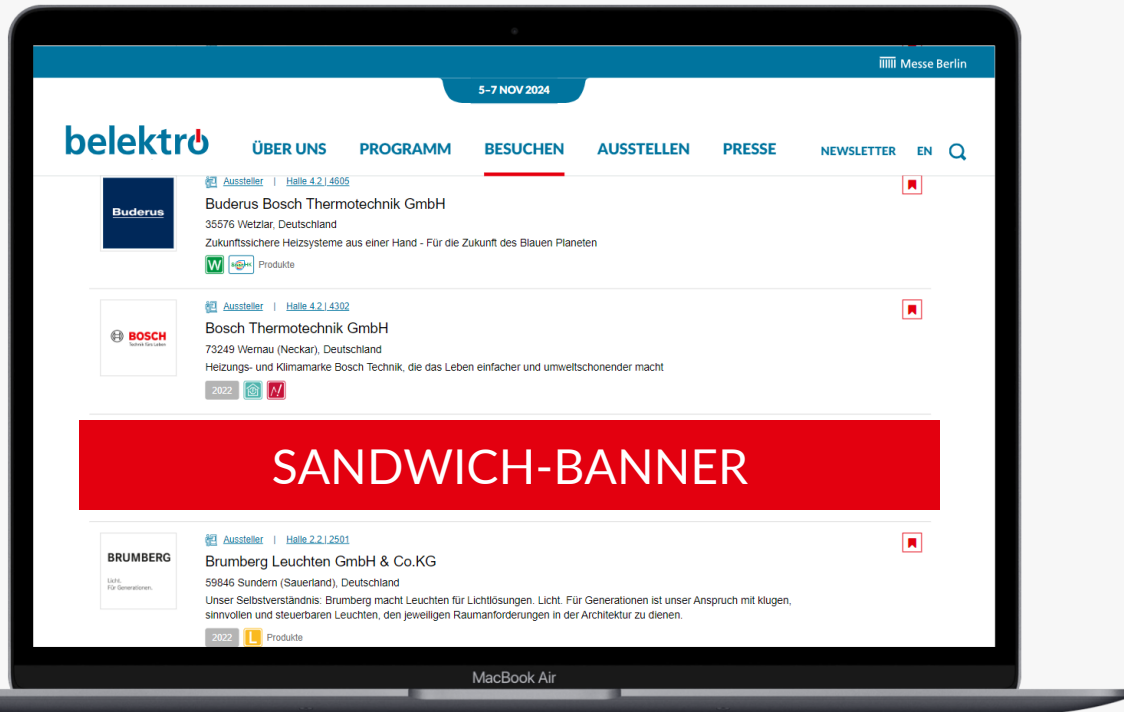 Messe Berlin
5–7 NOV 2024
belektro
ÜBER UNS PROGRAMM BESUCHEN AUSSTELLEN PRESSE NEWSLETTER EN
Aussteller | Halle 4.2 | 4605
Buderus
Buderus Bosch Thermotechnik GmbH
35576 Wetzlar, Deutschland
Zukunftssichere Heizsysteme aus einer Hand - Für die Zukunft des Blauen Planeten
W Produkte
Aussteller | Halle 4.2 | 4302
BOSCH
Technik fürs Leben
Bosch Thermotechnik GmbH
73249 Wernau (Neckar), Deutschland
Heizungs- und Klimamarke Bosch Technik, die das Leben einfacher und umweltschonender macht
2022
SANDWICH-BANNER
Aussteller | Halle 2.2 | 2501
BRUMBERG
Licht.
Für Generationen.
Brumberg Leuchten GmbH & Co.KG
59846 Sundern (Sauerland), Deutschland
Unser Selbstverständnis: Brumberg macht Leuchten für Lichtlösungen. Licht. Für Generationen ist unser Anspruch mit klugen,
sinnvollen und steuerbaren Leuchten, den jeweiligen Raumanforderungen in der Architektur zu dienen.
2022 L Produkte
MacBook Air